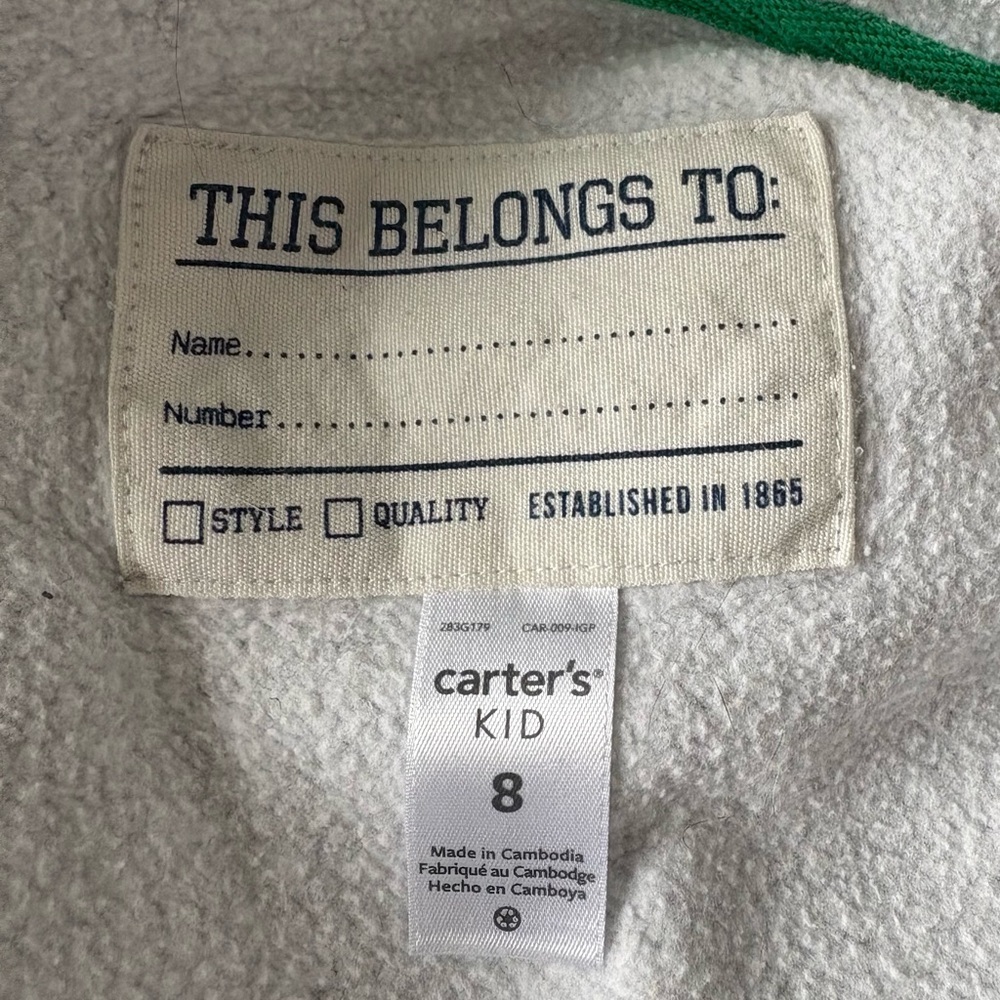 THIS BELONGS TO:
Name................................
Number..............................
STYLE QUALITY ESTABLISHED IN 1865
283G179 CAR-009-IGP
carter's®
KID
8
Made in Cambodia
Fabriqué au Cambodge
Hecho en Camboya